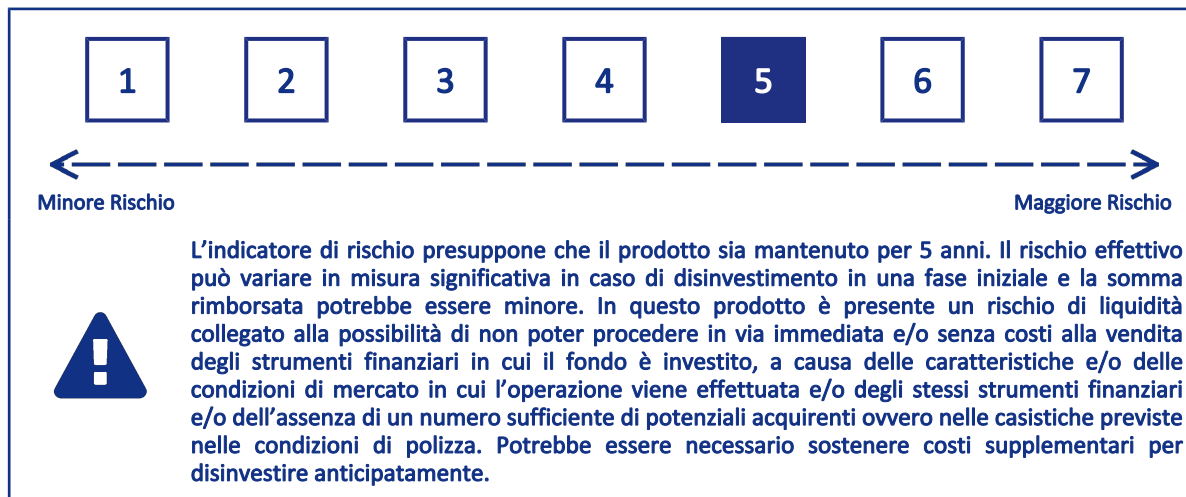 1 2 3 4 5 6 7
Minore Rischio Maggiore Rischio
L'indicatore di rischio presuppone che il prodotto sia mantenuto per 5 anni. Il rischio effettivo
può variare in misura significativa in caso di disinvestimento in una fase iniziale e la somma
rimborsata potrebbe essere minore. In questo prodotto è presente un rischio di liquidità
collegato alla possibilità di non poter procedere in via immediata e/o senza costi alla vendita
degli strumenti finanziari in cui il fondo è investito, a causa delle caratteristiche e/o delle
condizioni di mercato in cui l'operazione viene effettuata e/o degli stessi strumenti finanziari
e/o dell'assenza di un numero sufficiente di potenziali acquirenti ovvero nelle casistiche previste
nelle condizioni di polizza. Potrebbe essere necessario sostenere costi supplementari per
disinvestire anticipatamente.